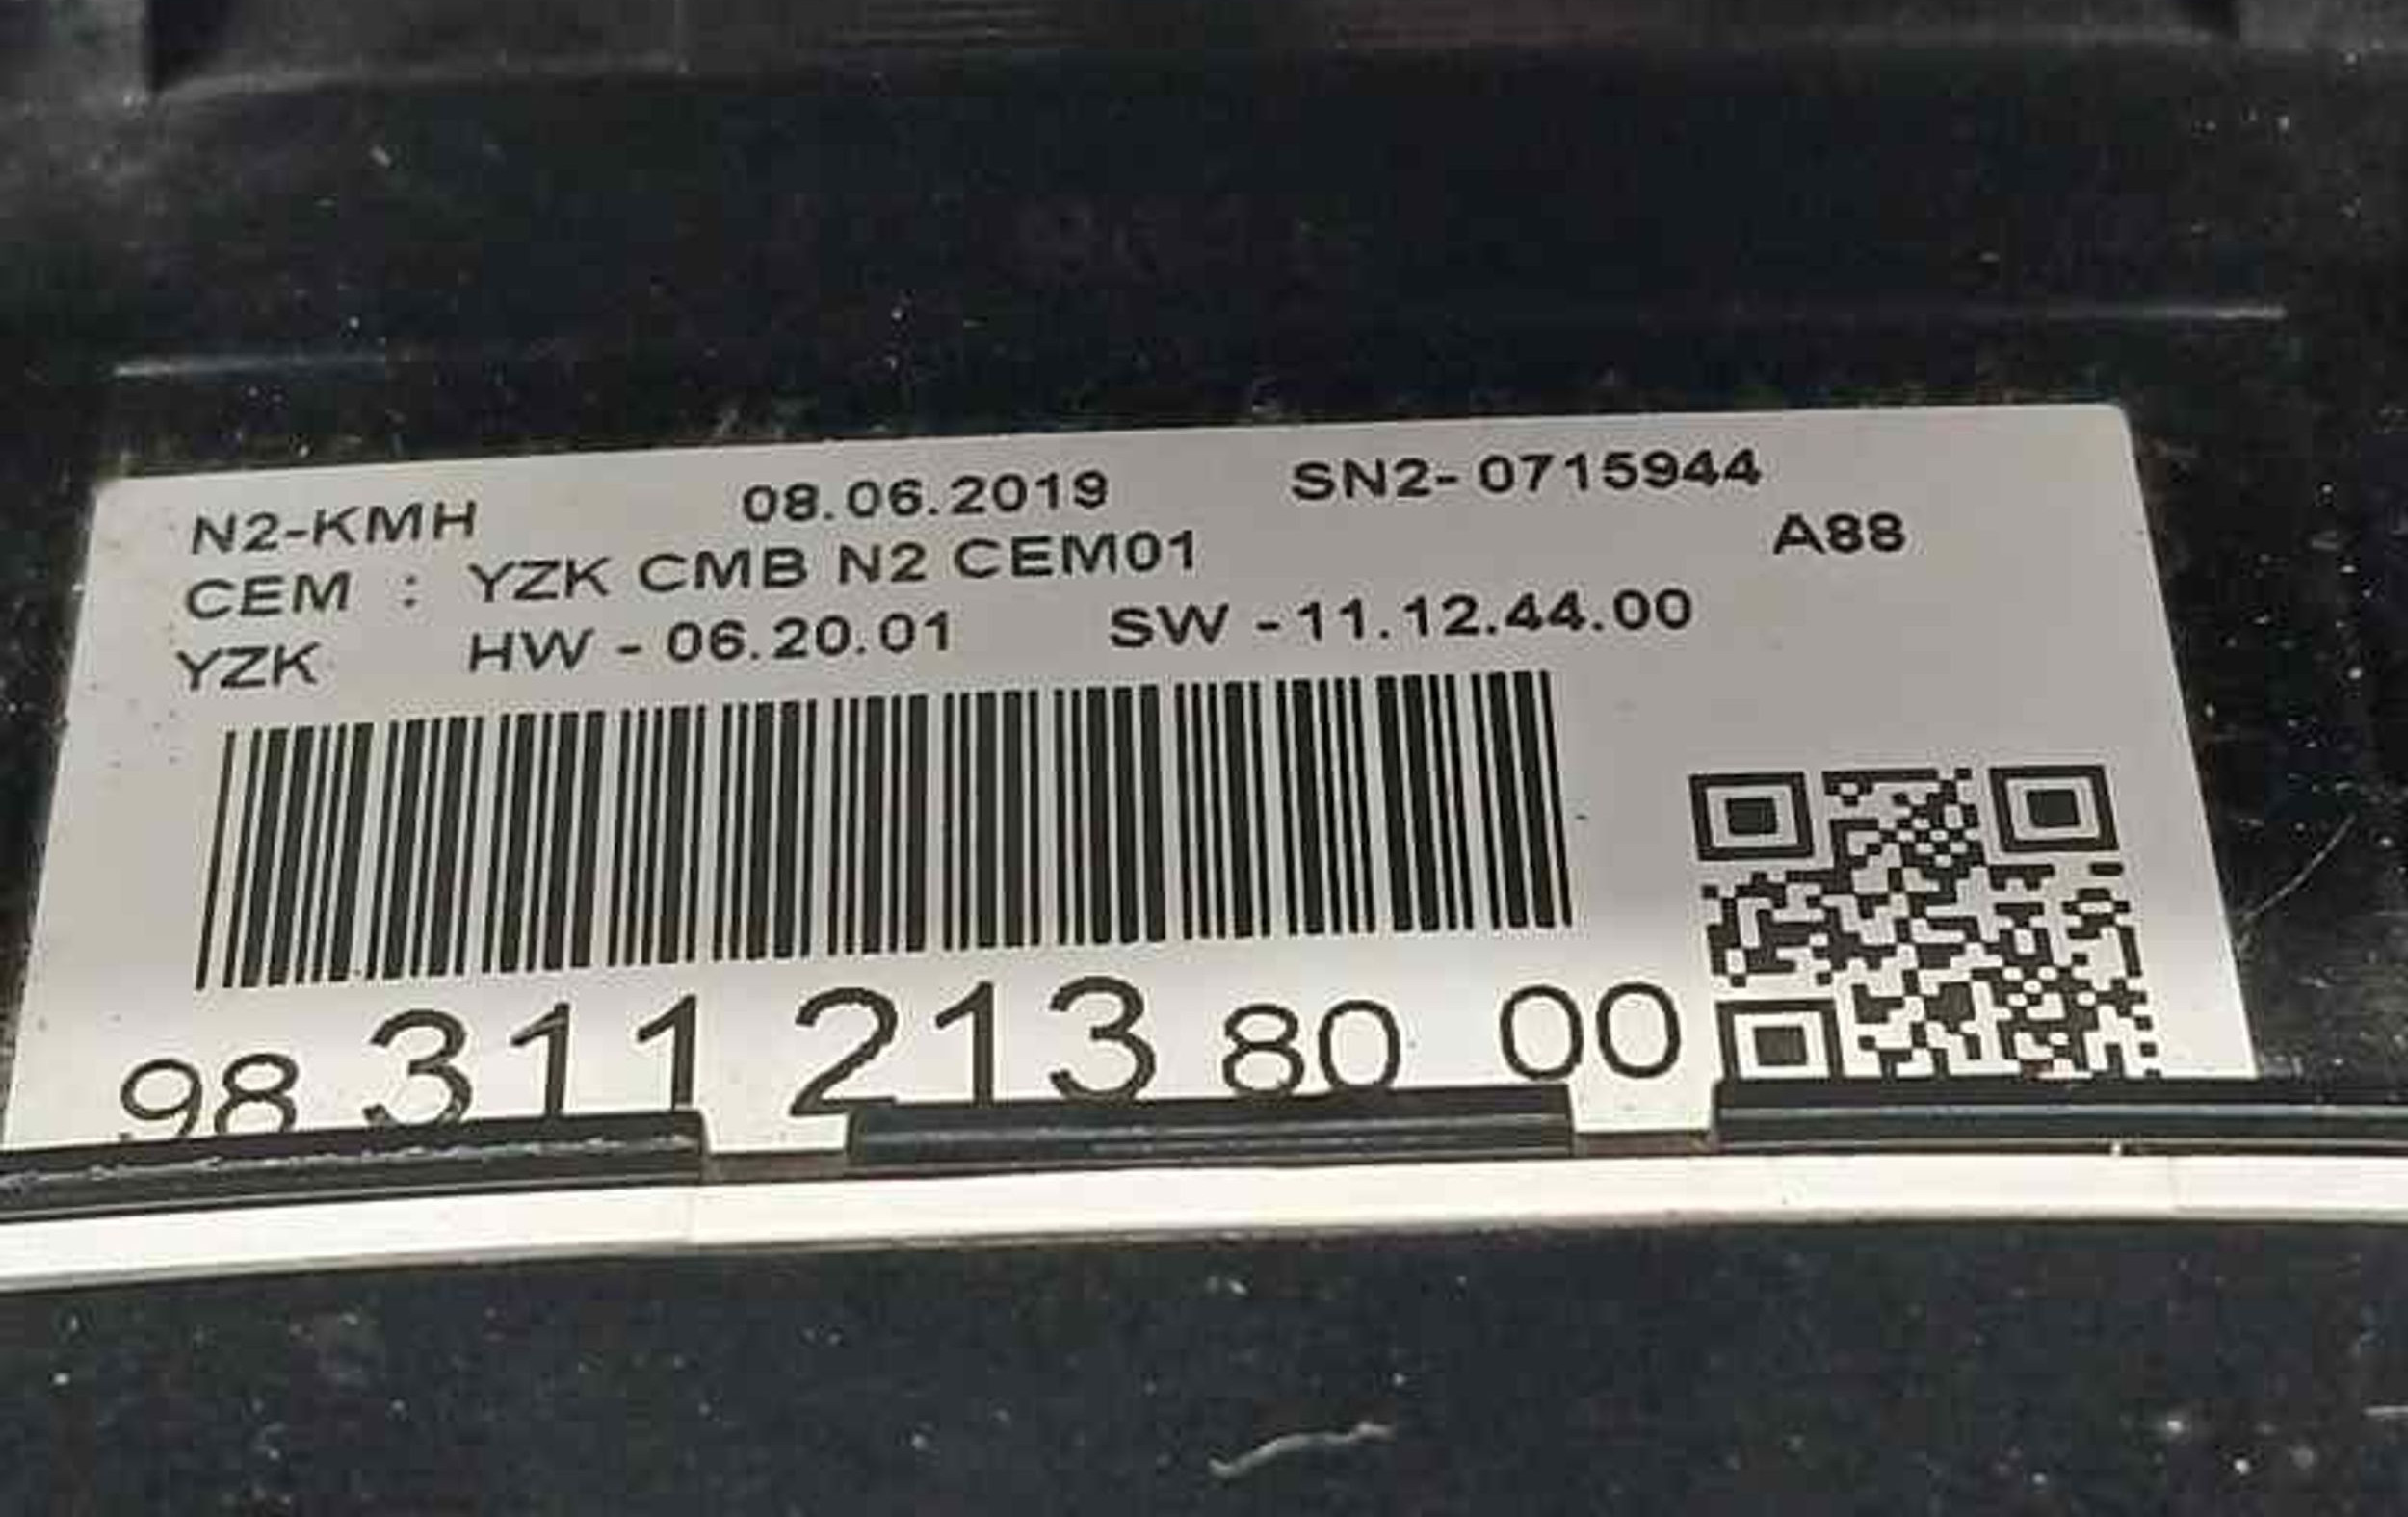 N2-KMH 08.06.2019 SN2-0715944
CEM : YZK CMB N2 CEM01 A88
YZK HW - 06.20.01 SW -11.12.44.00
98 311 213 80 00